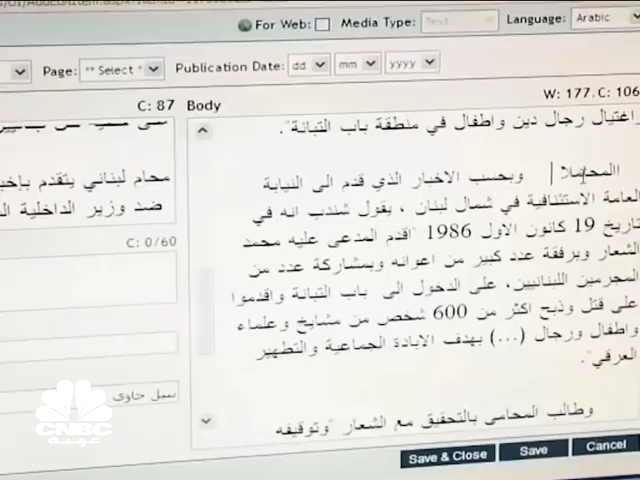 For Web: Media Type: Text Language: Arabic
Page: ** Select * Publication Date: dd mm yyyy
C: 87 Body W: 177, C: 106
واغتيال رجال دين واطفال في منطقة باب التبانة".
وبحسب الاخبار الذي قدم الى النيابة
العامة الاستئنافية في شمال لبنان ، يقول شندب انه في
تاريخ 19 كانون الاول 1986 "اقدم المدعى عليه محمد
الشعار وبرفقة عدد كبير من اعوانه وبمشاركة عدد من
المجرمين اللبنانيين، على الدخول الى باب التبانة واقدموا
على قتل وذبح اكثر من 600 شخص من مشايخ وعلماء
واطفال ورجال (...) بهدف الابادة الجماعية والتطهير
العرقي".
وطالب المحامي بالتحقيق مع الشعار "وتوقيفه
محام لبناني يتقدم
ضد وزير الداخلية
C: 0/60
نبيل حاوي
CNBC
عربية
Save & Close Save Cancel